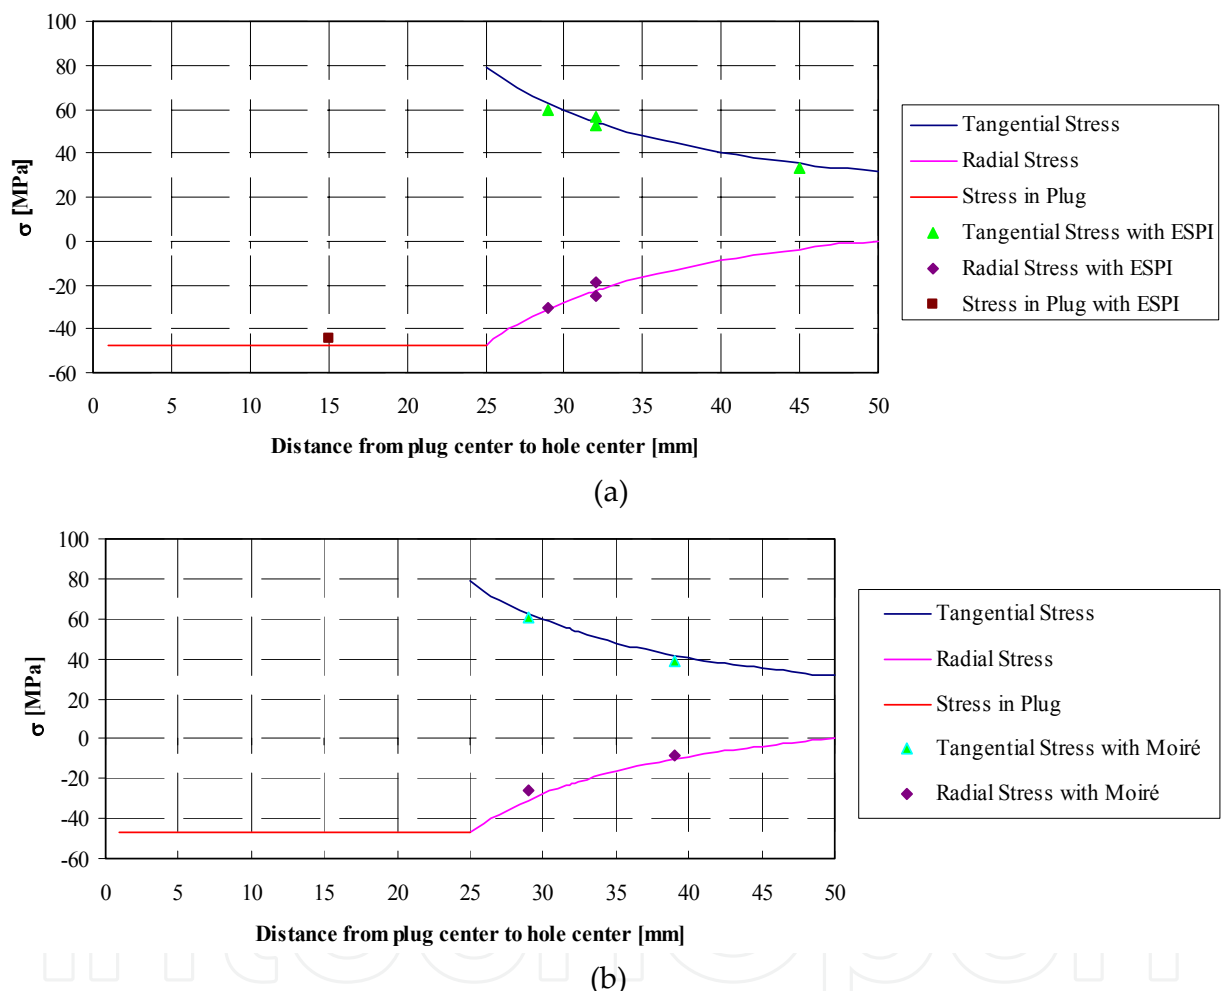 (a)
100
80
60
40
20
0
-20
-40
-60
σ [MPa]
0 5 10 15 20 25 30 35 40 45 50
Distance from plug center to hole center [mm]
Tangential Stress
Radial Stress
Stress in Plug
Tangential Stress with ESPI
Radial Stress with ESPI
Stress in Plug with ESPI
(a)
100
80
60
40
20
0
-20
-40
-60
σ [MPa]
0 5 10 15 20 25 30 35 40 45 50
Distance from plug center to hole center [mm]
Tangential Stress
Radial Stress
Stress in Plug
Tangential Stress with Moiré
Radial Stress with Moiré
(b)